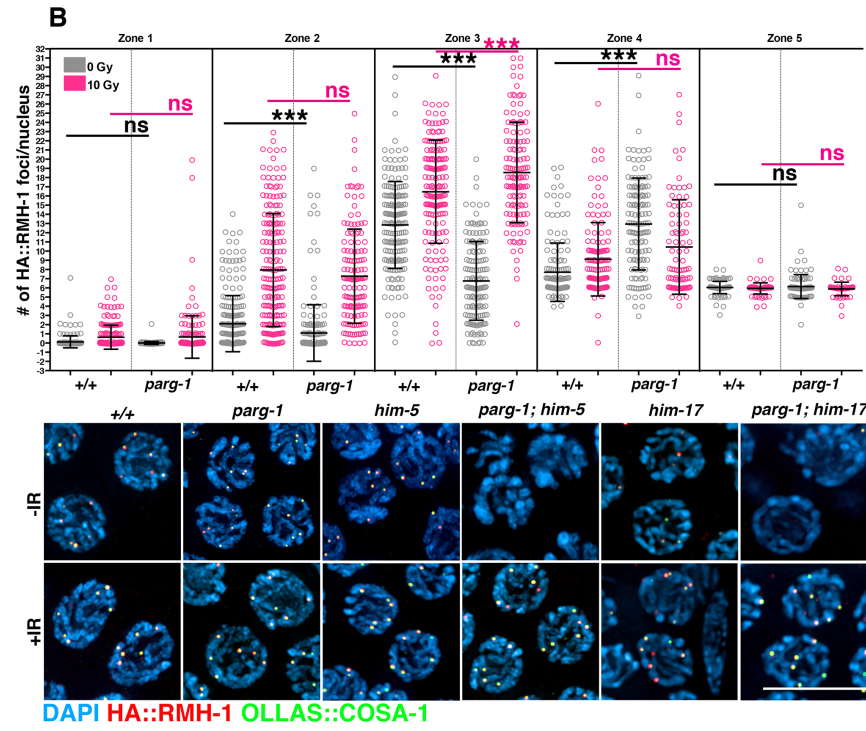 B
Zone 1 Zone 2 Zone 3 Zone 4 Zone 5
# of HA::RMH-1 foci/nucleus
32
31
30
29
28
27
26
25
24
23
22
21
20
19
18
17
16
15
14
13
12
11
10
9
8
7
6
5
4
3
2
1
0
-1
-2
-3
0 Gy
10 Gy
ns
ns
ns
***
***
***
***
ns
ns
ns
+/+ parg-1 +/+ parg-1 +/+ parg-1 +/+ parg-1 +/+ parg-1
+/+ parg-1 him-5 parg-1; him-5 him-17 parg-1; him-17
-IR
+IR
DAPI HA::RMH-1 OLLAS::COSA-1